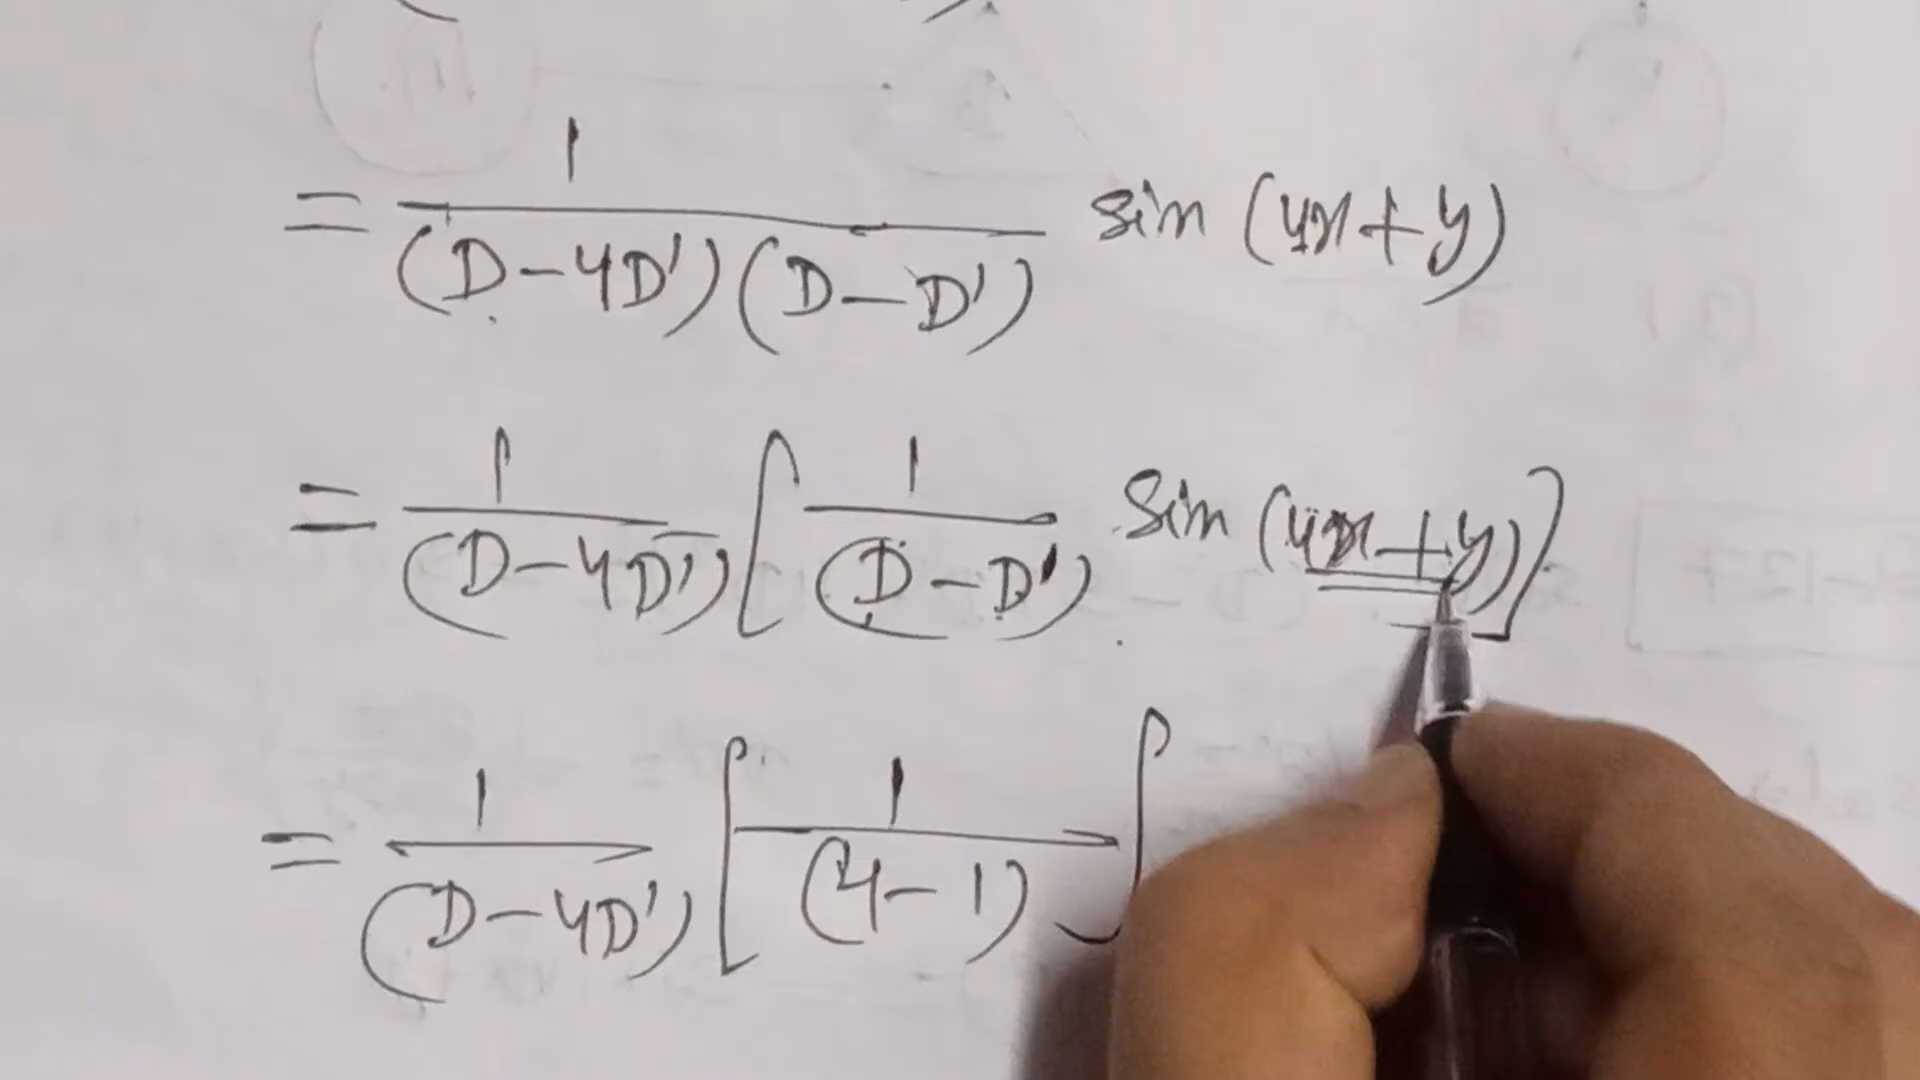 = 1/((D-4D')(D-D')) sin (4x+y)
= 1/((D-4D')) [ 1/((D-D')) sin (4x+y) ]
= 1/((D-4D')) [ 1/((4-1)) ∫